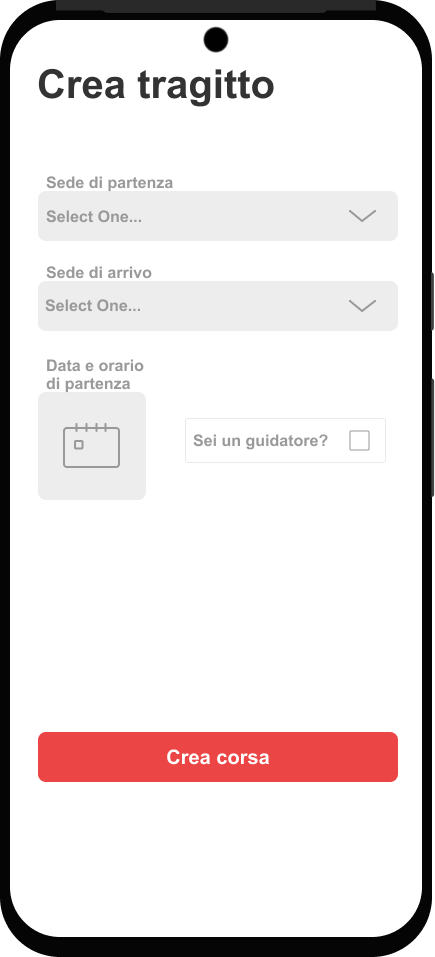 Crea tragitto
Sede di partenza
Select One...
Sede di arrivo
Select One...
Data e orario
di partenza
Sei un guidatore?
Crea corsa